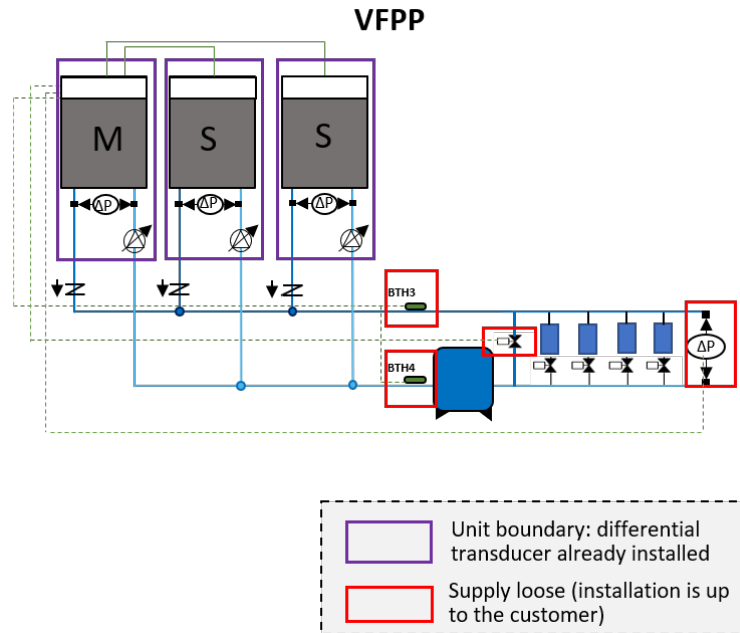 VFPP
M
S
S
ΔP
ΔP
ΔP
BTH3
BTH4
ΔP
Unit boundary: differential
transducer already installed
Supply loose (installation is up
to the customer)